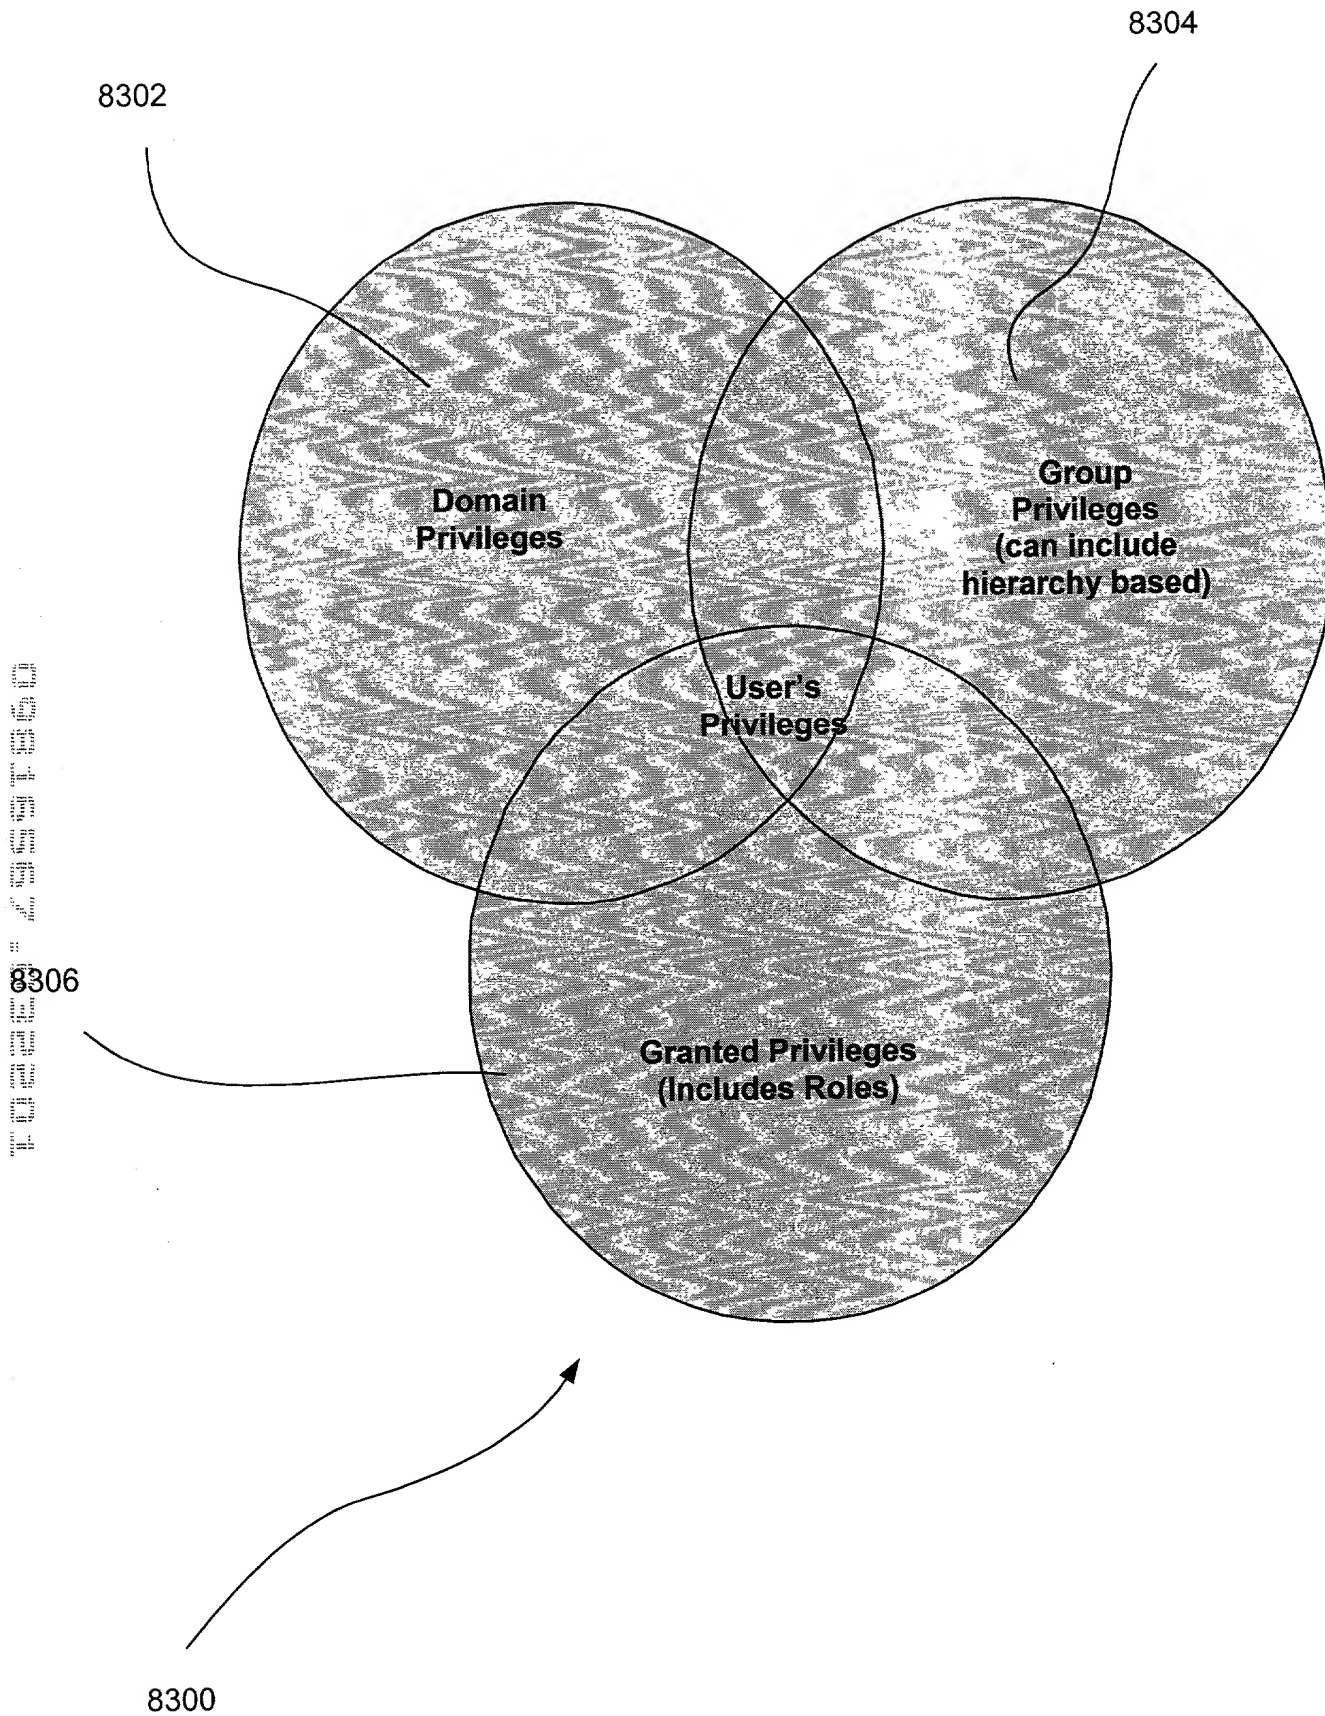 8304
8302
Domain
Privileges
Group
Privileges
(can include
hierarchy based)
User's
Privileges
8306
Granted Privileges
(Includes Roles)
8300